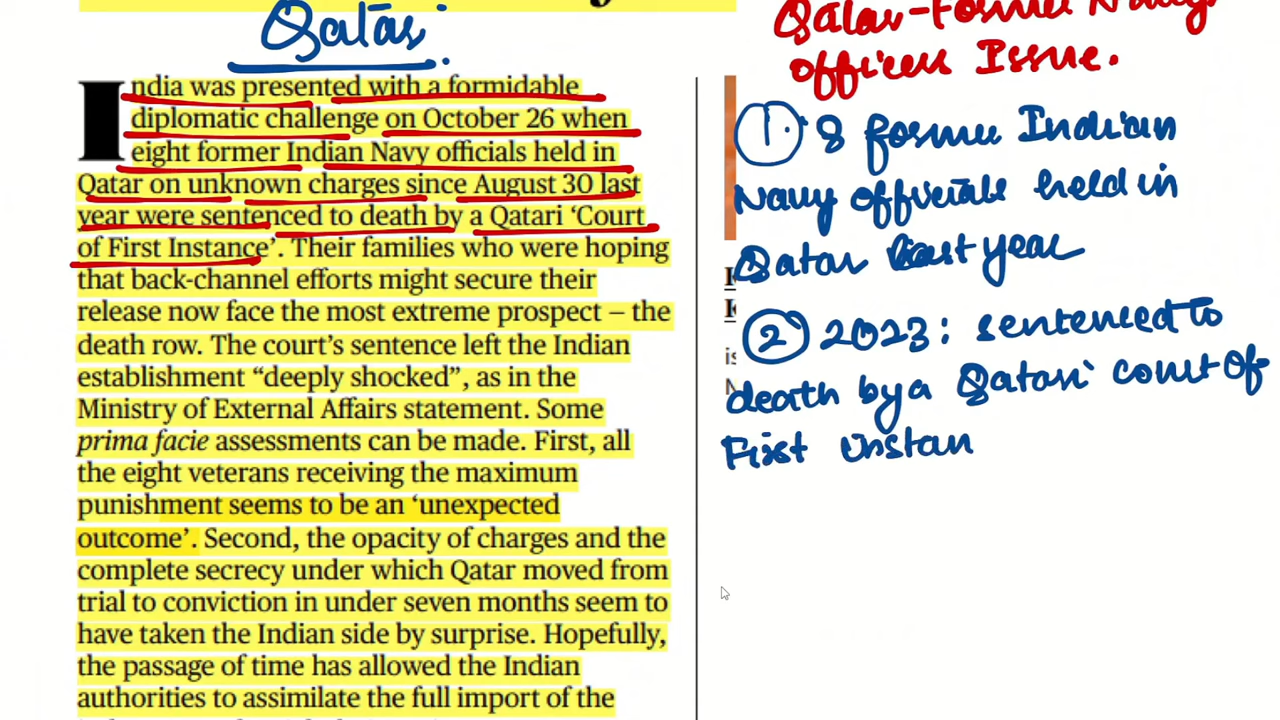 Qatar.
India was presented with a formidable
diplomatic challenge on October 26 when
eight former Indian Navy officials held in
Qatar on unknown charges since August 30 last
year were sentenced to death by a Qatari ‘Court
of First Instance’. Their families who were hoping
that back-channel efforts might secure their
release now face the most extreme prospect – the
death row. The court’s sentence left the Indian
establishment “deeply shocked”, as in the
Ministry of External Affairs statement. Some
prima facie assessments can be made. First, all
the eight veterans receiving the maximum
punishment seems to be an ‘unexpected
outcome’. Second, the opacity of charges and the
complete secrecy under which Qatar moved from
trial to conviction in under seven months seem to
have taken the Indian side by surprise. Hopefully,
the passage of time has allowed the Indian
authorities to assimilate the full import of the
Qatar-Former Navy
officers Issue.
1. 8 former Indian
Navy officials held in
Qatar last year
2 2023: sentenced to
death by a Qatari court of
First instan